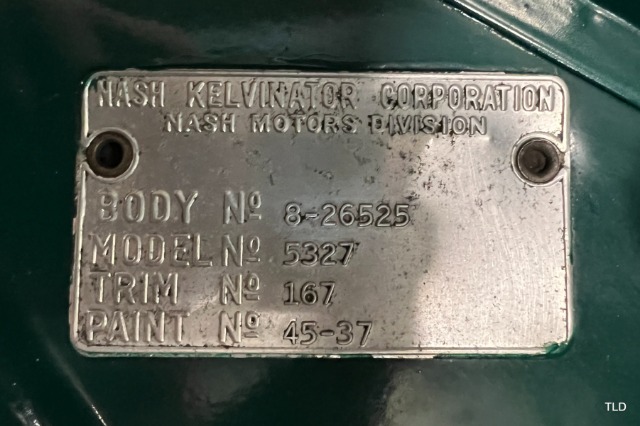 NASH KELVINATOR CORPORATION
NASH MOTORS DIVISION
BODY Nº 8-26525
MODEL Nº 5327
TRIM Nº 167
PAINT Nº 45-37
TLD